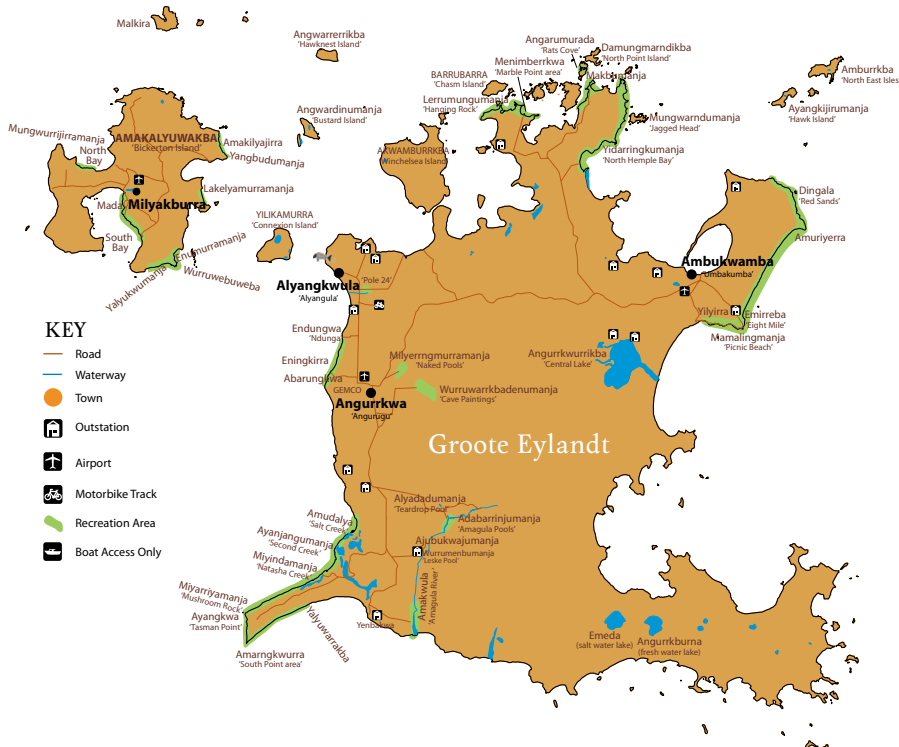 Malkira
Angwarrerrikba
'Hawknest Island'
Angarumurada
'Rats Cove'
Damungmarndikba
'North Point Island'
Menimberrkwa
'Marble Point area'
BARRUBARRA
'Chasm Island'
Makbumanja
Amburrkba
'North East Isles
Lerrumungumanja
'Hanging Rock'
Ayangkijirumanja
'Hawk Island'
Angwardinumanja
'Bustard Island'
Mungwarndumanja
'Jagged Head'
Mungwurrijirramanja
AMAKALYUWAKBA
'Bickerton Island'
Amakilyajirra
North
Bay
Yangbudumanja
AKWAMBURRKBA
'Winchelsea Island'
Yidarringkumanja
'North Hemple Bay'
Lakelyamurramanja
Milyakburra
Mada
Dingala
'Red Sands'
YILIKAMURRA
'Connexion Island'
South
Bay
Enumurramanja
Amuriyerra
Wurruwebuweba
Yalyukwumanja
Ambukwamba
'Umbakumba'
'Pole 24'
Alyangkwula
'Alyangula'
Yilyirra
Emirreba
'Eight Mile'
Mamalingmanja
'Picnic Beach'
KEY
Road
Waterway
Town
Outstation
Airport
Motorbike Track
Recreation Area
Boat Access Only
Endungwa
'Ndunga'
Eningkirra
Abarungkwa
Milyerrngmurramanja
'Naked Pools'
Angurrkwurrikba
'Central Lake'
GEMCO
Angurrkwa
'Angurugu'
Wurruwarrkbadenumanja
'Cave Paintings'
Groote Eylandt
Alyadadumanja
'Teardrop Pool'
Amudalya
'Salt Creek'
Adabarrinjumanja
'Amagula Pools'
Ayanjangumanja
'Second Creek'
Ajubukwajumanja
Wurrumenbumanja
'Leske Pool'
Miyindamanja
'Natasha Creek'
Amakwula
'Amagula River'
Miyarriyamanja
'Mushroom Rock'
Ayangkwa
'Tasman Point'
Yalyuwarrakba
Yenbakwa
Amarngkwurra
'South Point area'
Emeda
(salt water lake)
Angurrkburna
(fresh water lake)